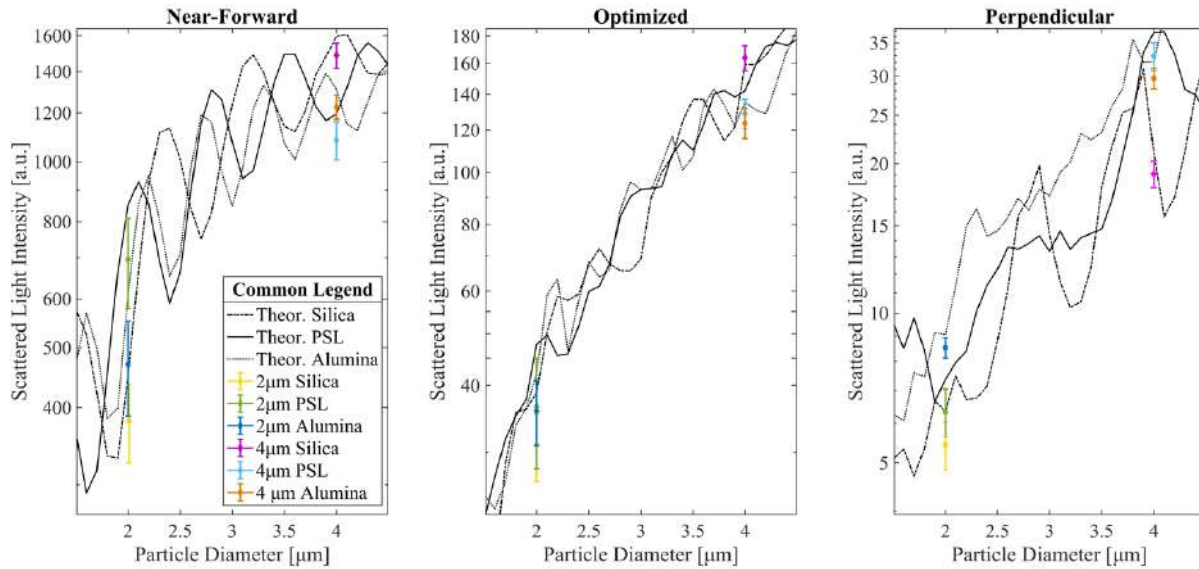 Near-Forward
Optimized
Perpendicular
Scattered Light Intensity [a.u.]
1600
1400
1200
1000
800
600
500
400
2
2.5
3
3.5
4
Particle Diameter [μm]
Common Legend
Theor. Silica
Theor. PSL
Theor. Alumina
2μm Silica
2μm PSL
2μm Alumina
4μm Silica
4μm PSL
4 μm Alumina
Scattered Light Intensity [a.u.]
180
160
140
120
100
80
60
40
2
2.5
3
3.5
4
Particle Diameter [μm]
Scattered Light Intensity [a.u.]
35
30
25
20
15
10
5
2
2.5
3
3.5
4
Particle Diameter [μm]